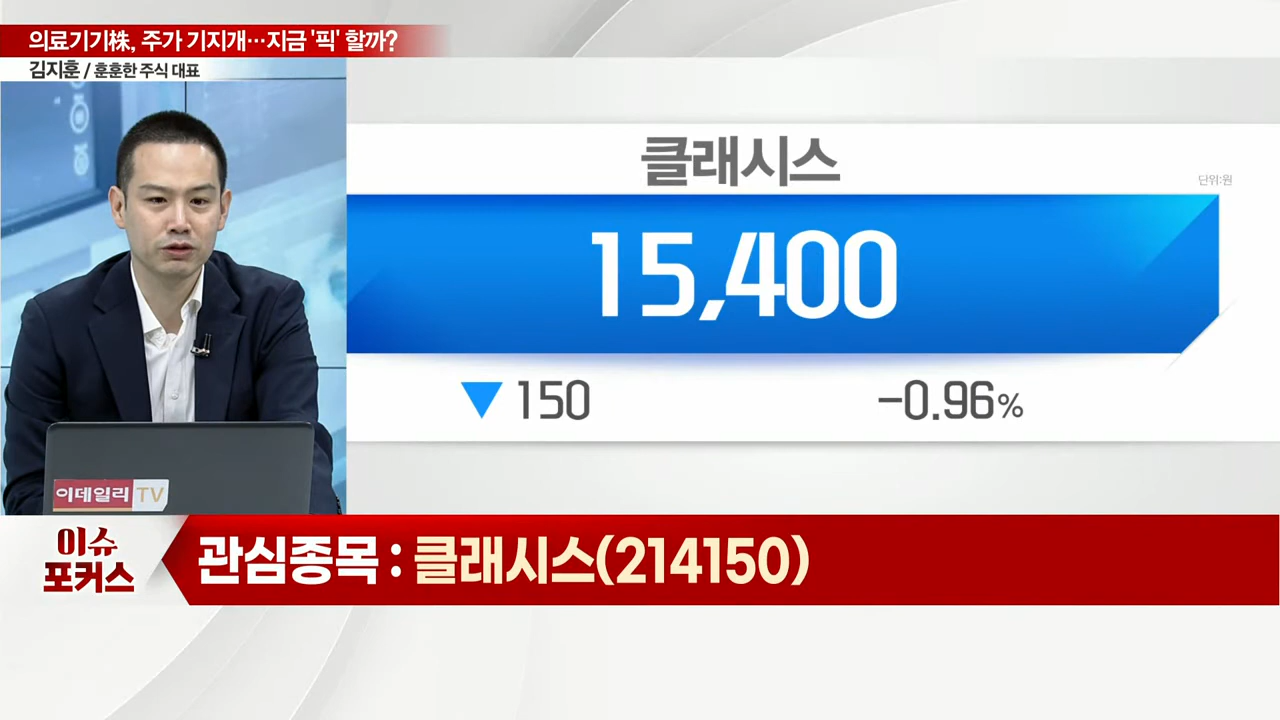 의료기기株, 주가 기지개…지금 '픽' 할까?
김지훈 / 훈훈한 주식 대표
클래시스
단위:원
15,400
▼ 150 -0.96%
이데일리 TV
이슈
포커스
관심종목 : 클래시스(214150)